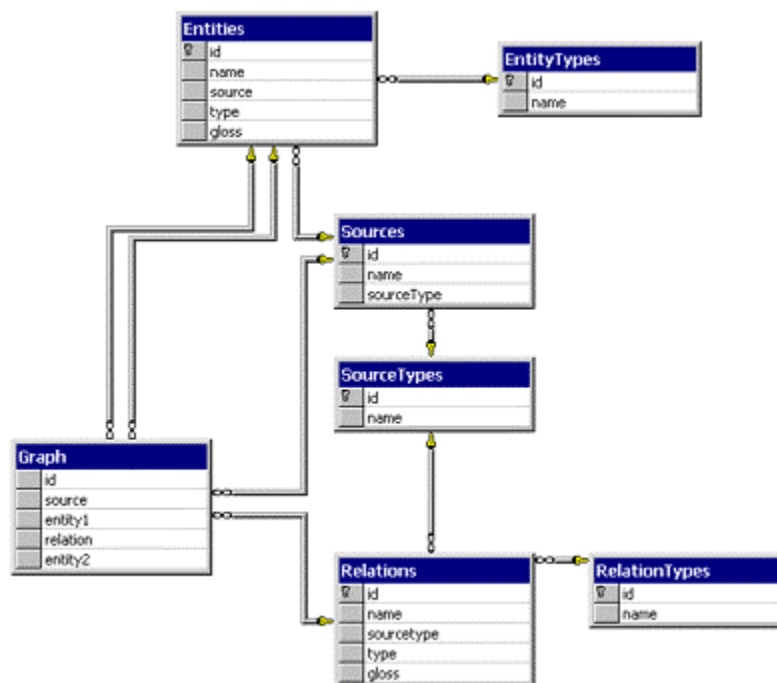 Entities
id
name
source
type
gloss
EntityTypes
id
name
Sources
id
name
sourceType
SourceTypes
id
name
Graph
id
source
entity1
relation
entity2
Relations
id
name
sourcetype
type
gloss
RelationTypes
id
name